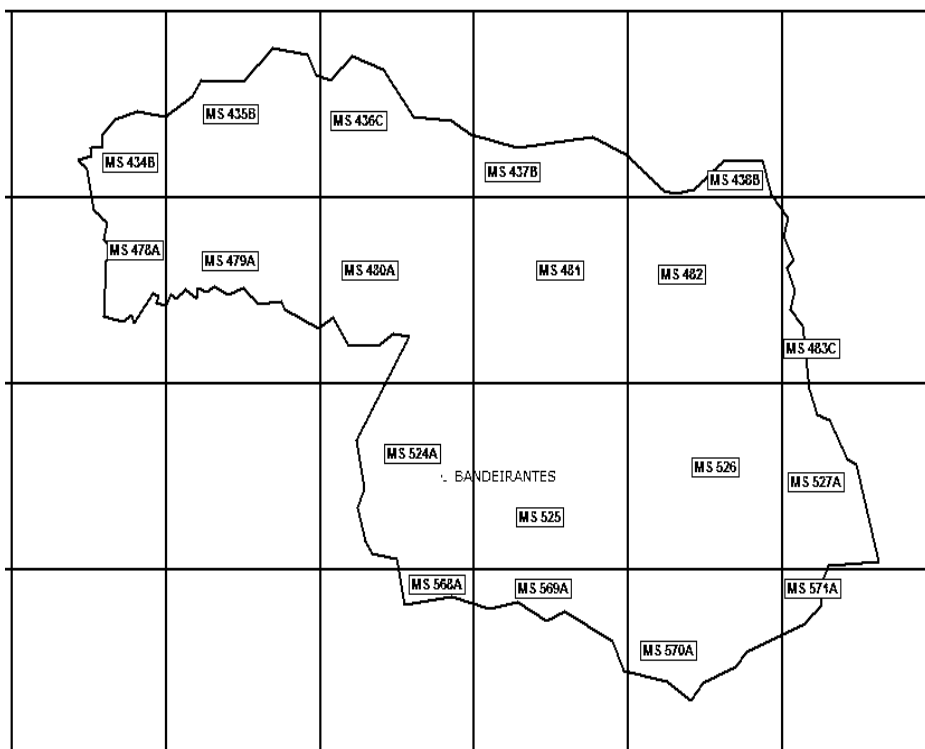 MS 435B
MS 436C
MS 434B
MS 437B
MS 438B
MS 478A
MS 479A
MS 480A
MS 481
MS 482
MS 483C
MS 524A
MS 526
BANDEIRANTES
MS 527A
MS 525
MS 568A
MS 569A
MS 571A
MS 570A